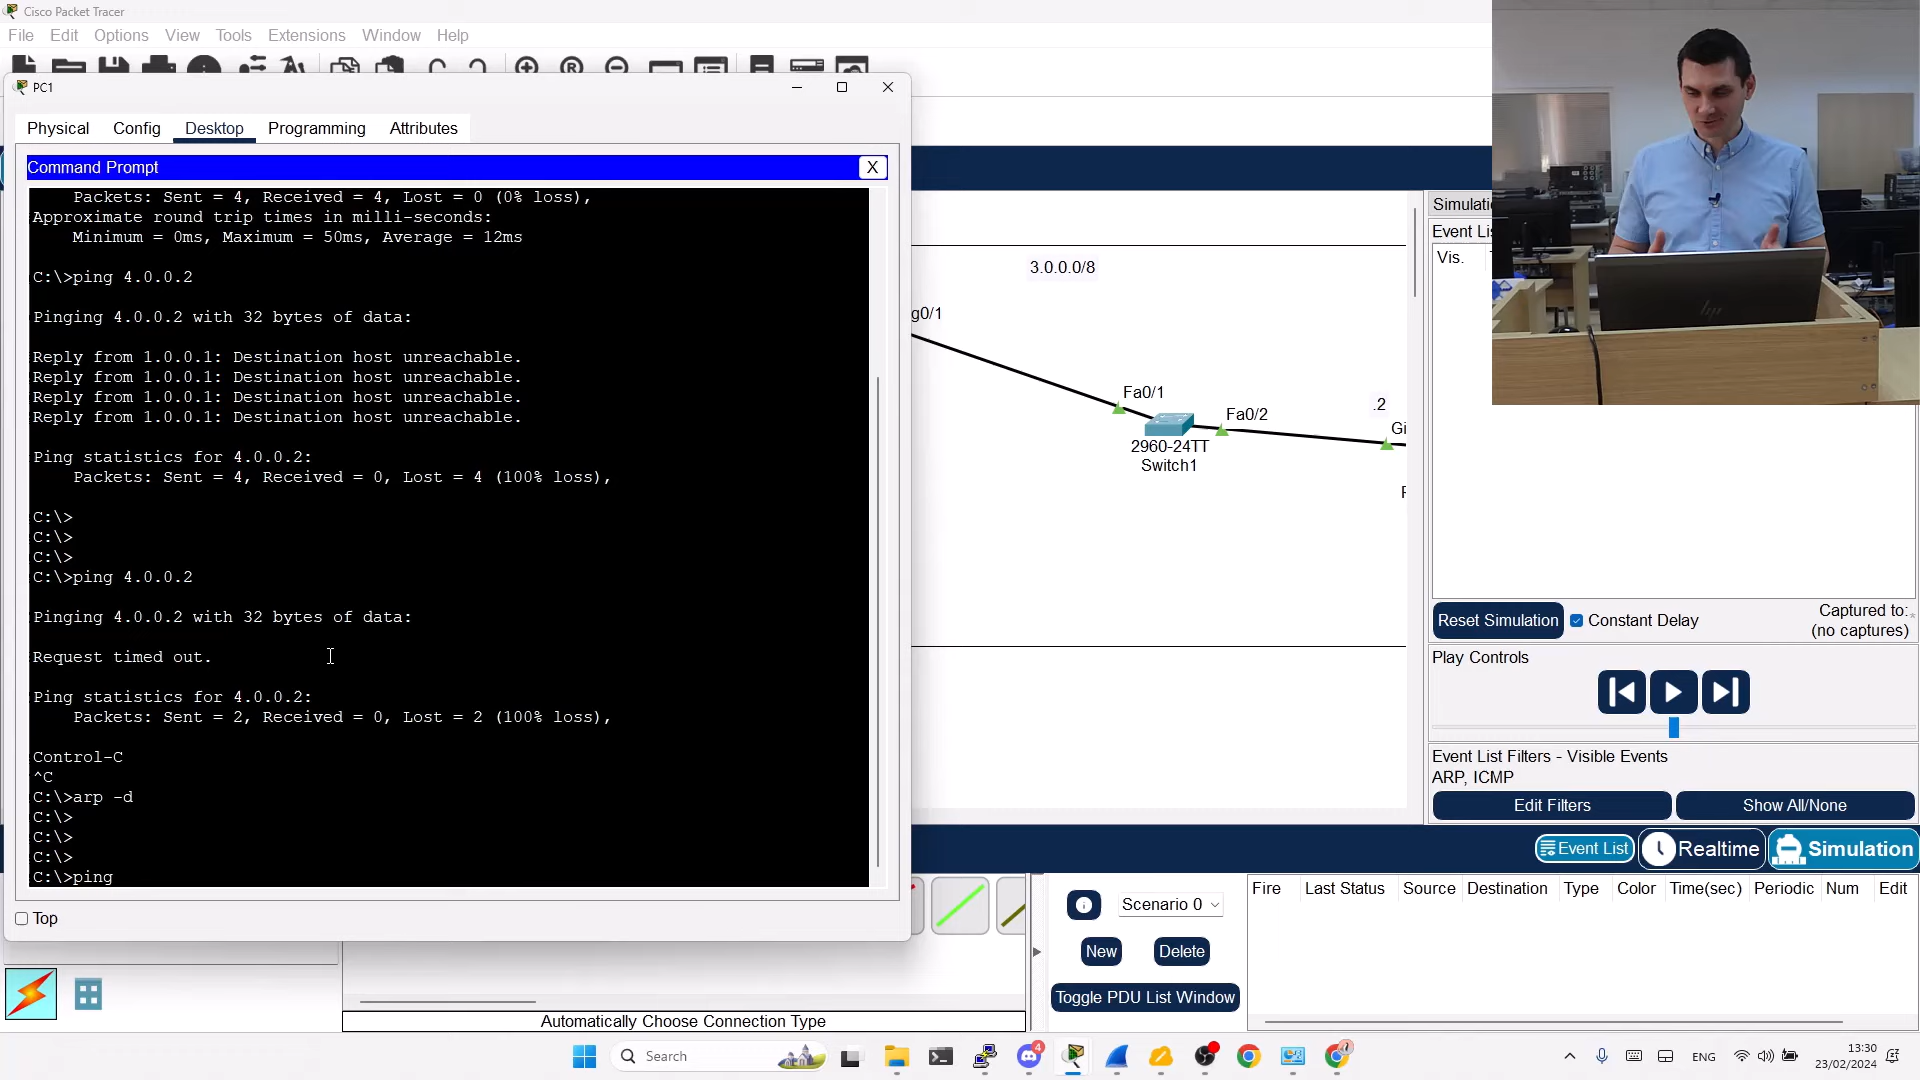 Cisco Packet Tracer
File Edit Options View Tools Extensions Window Help
PC1
Physical Config Desktop Programming Attributes
Command Prompt X
Packets: Sent = 4, Received = 4, Lost = 0 (0% loss),
Approximate round trip times in milli-seconds:
Minimum = 0ms, Maximum = 50ms, Average = 12ms
C:\>ping 4.0.0.2
Pinging 4.0.0.2 with 32 bytes of data:
Reply from 1.0.0.1: Destination host unreachable.
Reply from 1.0.0.1: Destination host unreachable.
Reply from 1.0.0.1: Destination host unreachable.
Reply from 1.0.0.1: Destination host unreachable.
Ping statistics for 4.0.0.2:
Packets: Sent = 4, Received = 0, Lost = 4 (100% loss),
C:\>
C:\>
C:\>
C:\>ping 4.0.0.2
Pinging 4.0.0.2 with 32 bytes of data:
Request timed out.
Ping statistics for 4.0.0.2:
Packets: Sent = 2, Received = 0, Lost = 2 (100% loss),
Control-C
^C
C:\>arp -d
C:\>
C:\>
C:\>
C:\>ping
Top
3.0.0.0/8
g0/1
Fa0/1
Fa0/2
.2
Gi
2960-24TT
Switch1
Event Lis
Vis.
Reset Simulation Constant Delay
Captured to:
(no captures)
Play Controls
Event List Filters - Visible Events
ARP, ICMP
Edit Filters Show All/None
Event List Realtime Simulation
Scenario 0
New Delete
Toggle PDU List Window
Fire Last Status Source Destination Type Color Time(sec) Periodic Num Edit
Automatically Choose Connection Type
Search
4
ENG
13:30
23/02/2024
hp